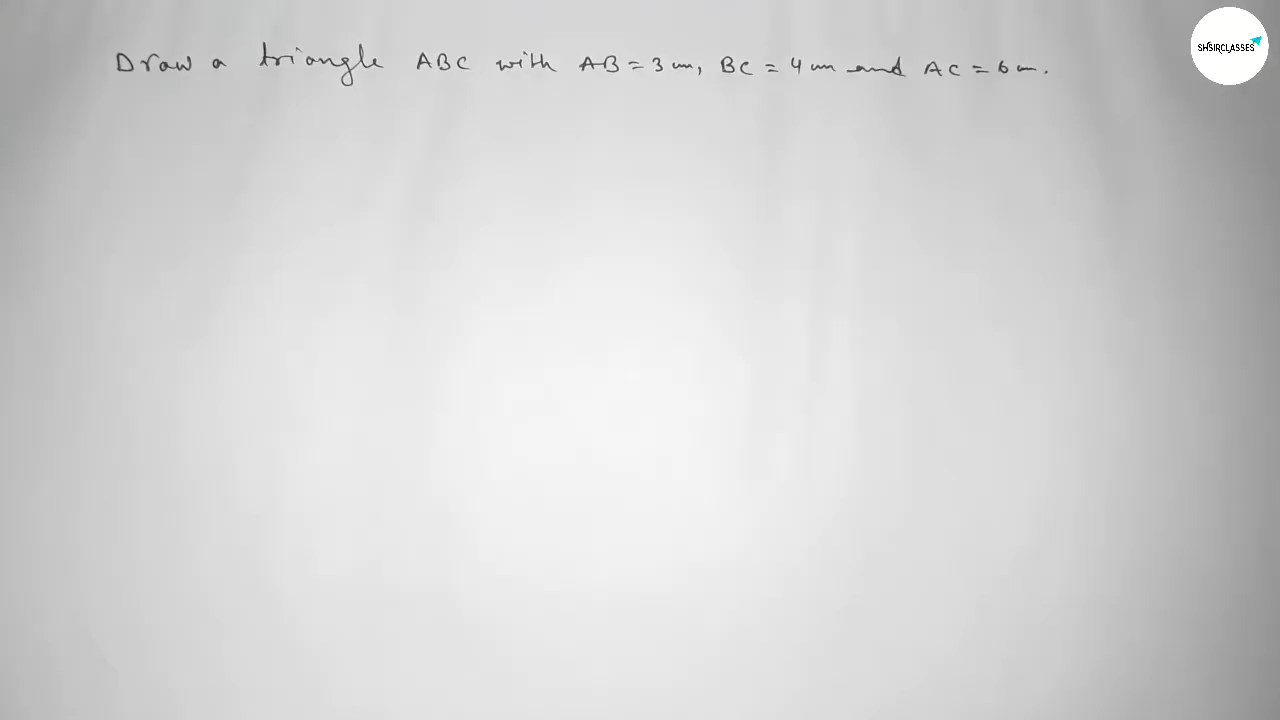 Draw a triangle ABC with AB = 3 cm, BC = 4 cm and AC = 6 cm.
SHSIRCLASSES